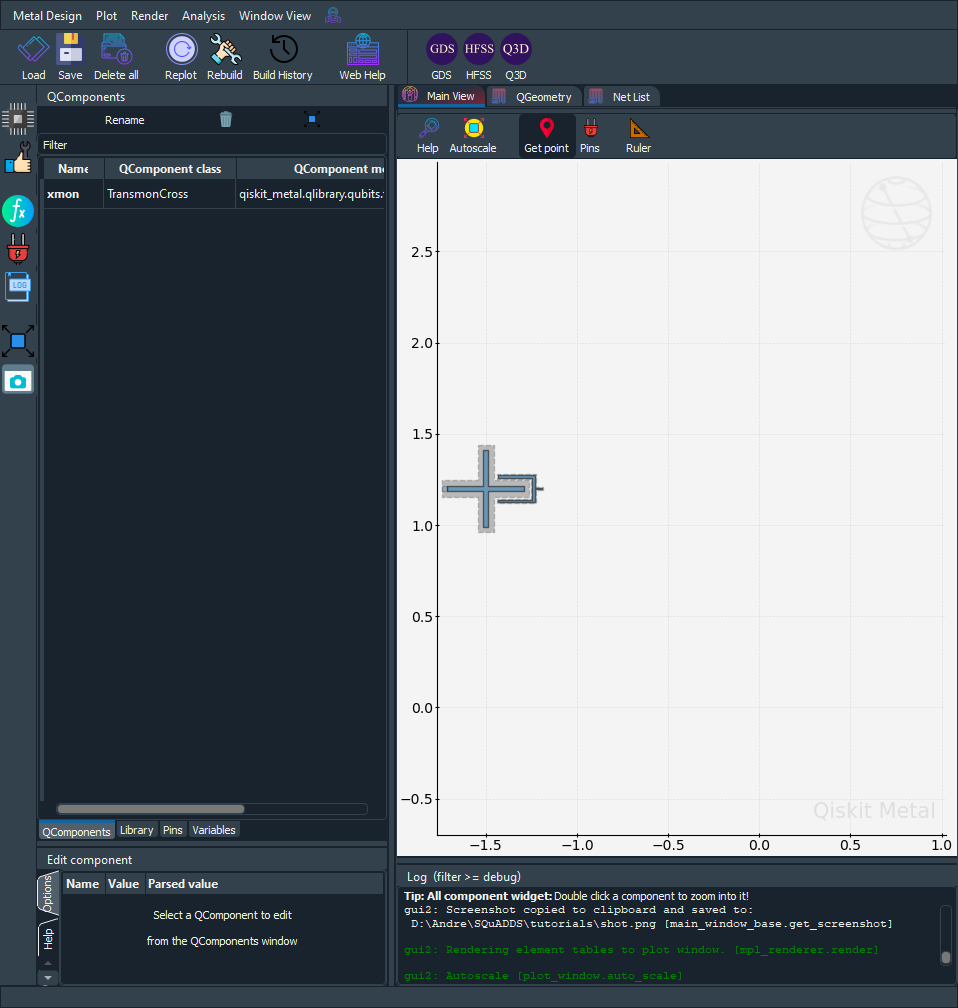 Metal Design Plot Render Analysis Window View
GDS HFSS Q3D
Load Save Delete all Replot Rebuild Build History Web Help GDS HFSS Q3D
QComponents
Main View QGeometry Net List
Rename
Filter
Help Autoscale Get point Pins Ruler
Name QComponent class QComponent m
xmon TransmonCross qiskit_metal.qlibrary.qubits.
fx
LOG
2.5
2.0
1.5
1.0
0.5
0.0
−0.5
Qiskit Metal
−1.5 −1.0 −0.5 0.0 0.5 1.0
QComponents Library Pins Variables
Edit component
Options
Help
Name Value Parsed value
Select a QComponent to edit
from the QComponents window
Log (filter >= debug)
Tip: All component widget: Double click a component to zoom into it!
gui2: Screenshot copied to clipboard and saved to:
D:\Andre\SQuADDS\tutorials\shot.png [main_window_base.get_screenshot]
gui2: Rendering element tables to plot window. [mpl_renderer.render]
gui2: Autoscale [plot_window.auto_scale]